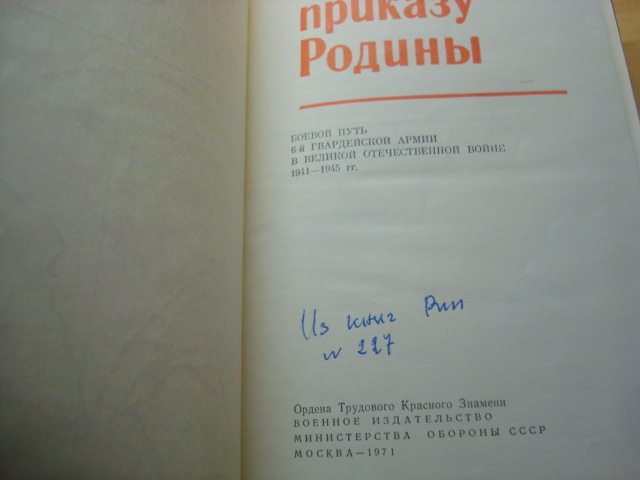 приказу
Родины
БОЕВОЙ ПУТЬ
6-й ГВАРДЕЙСКОЙ АРМИИ
В ВЕЛИКОЙ ОТЕЧЕСТВЕННОЙ ВОЙНЕ
1941—1945 гг.
Из книг
№ 227
Ордена Трудового Красного Знамени
ВОЕННОЕ ИЗДАТЕЛЬСТВО
МИНИСТЕРСТВА ОБОРОНЫ СССР
МОСКВА—1971